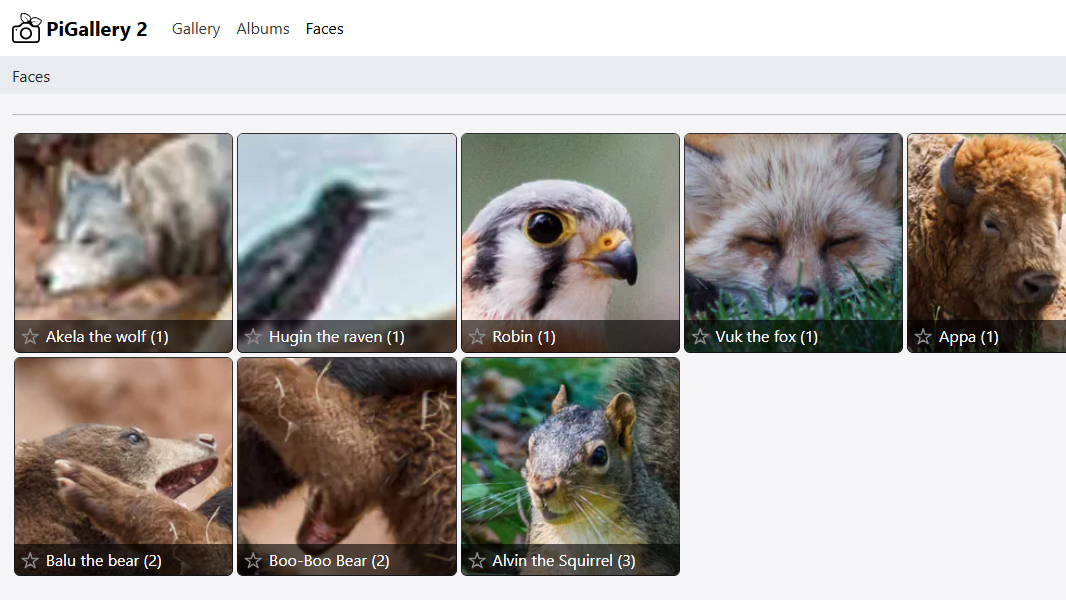 PiGallery 2 Gallery Albums Faces
Faces
Akela the wolf (1)
Hugin the raven (1)
Robin (1)
Vuk the fox (1)
Appa (1)
Balu the bear (2)
Boo-Boo Bear (2)
Alvin the Squirrel (3)